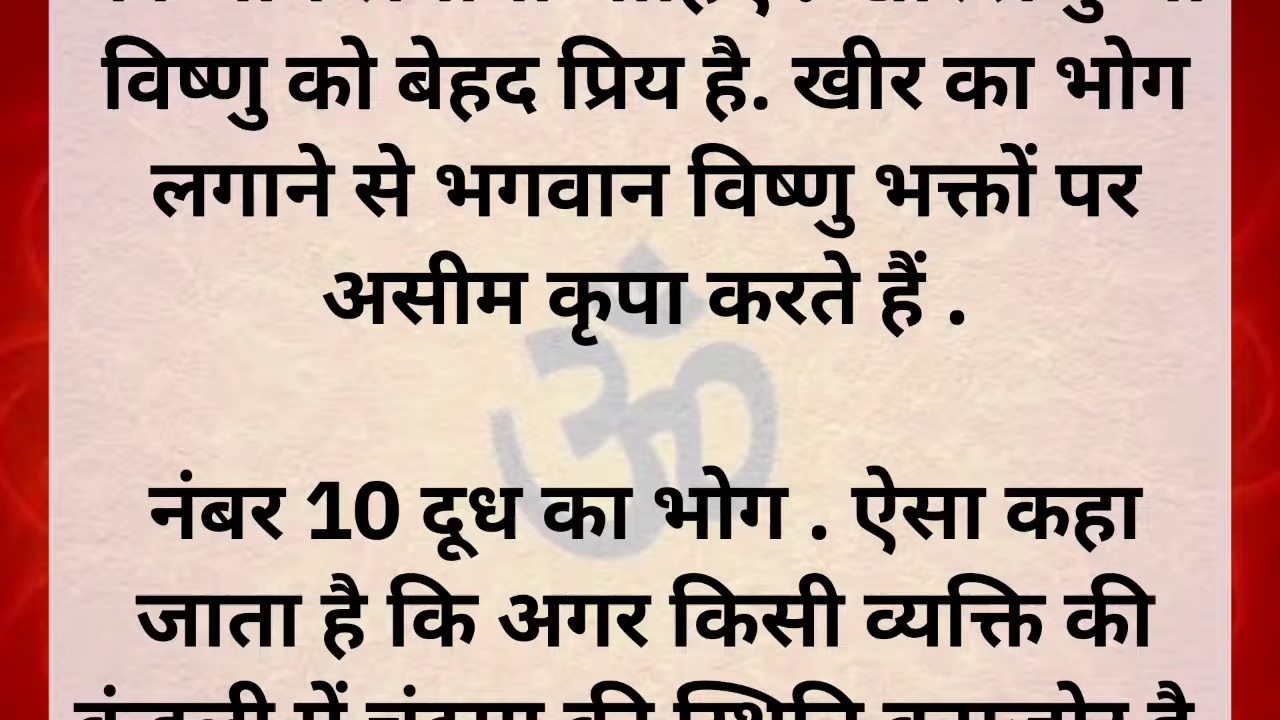 विष्णु को बेहद प्रिय है. खीर का भोग
लगाने से भगवान विष्णु भक्तों पर
असीम कृपा करते हैं .
नंबर 10 दूध का भोग . ऐसा कहा
जाता है कि अगर किसी व्यक्ति की